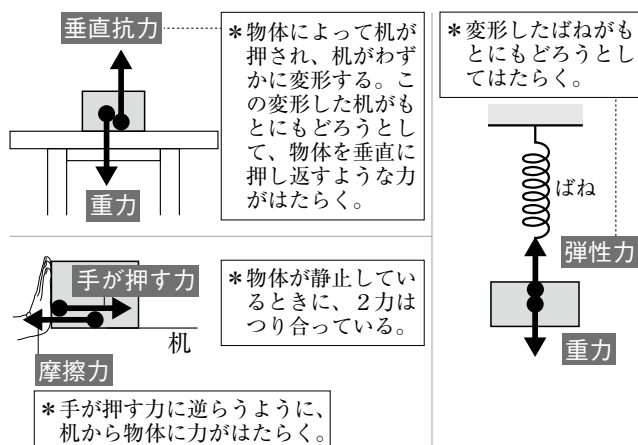 垂直抗力
重力
＊物体によって机が
押され、机がわず
かに変形する。こ
の変形した机がも
とにもどろうとし
て、物体を垂直に
押し返すような力
がはたらく。
手が押す力
摩擦力
机
＊物体が静止してい
るときに、２力は
つり合っている。
＊手が押す力に逆らうように、
机から物体に力がはたらく。
＊変形したばねがも
とにもどろうとし
てはたらく。
ばね
弾性力
重力